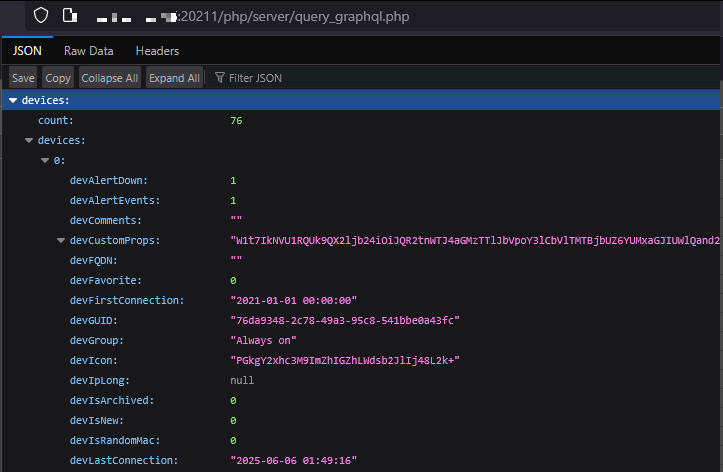 :20211/php/server/query_graphql.php
JSON Raw Data Headers
Save Copy Collapse All Expand All Filter JSON
devices:
count: 76
devices:
0:
devAlertDown: 1
devAlertEvents: 1
devComments: ""
devCustomProps: "W1t7IkNVU1RQUk9QX2ljb24iOiJQR2tnWTJ4aGMzTTlJbVpoY3lCbVlTMTBjbUZ6YUMxaGJIUWlQand2
devFQDN: ""
devFavorite: 0
devFirstConnection: "2021-01-01 00:00:00"
devGUID: "76da9348-2c78-49a3-95c8-541bbe0a43fc"
devGroup: "Always on"
devIcon: "PGkgY2xhc3M9ImZhIGZhLWdsb2JlIj48L2k+"
devIpLong: null
devIsArchived: 0
devIsNew: 0
devIsRandomMac: 0
devLastConnection: "2025-06-06 01:49:16"